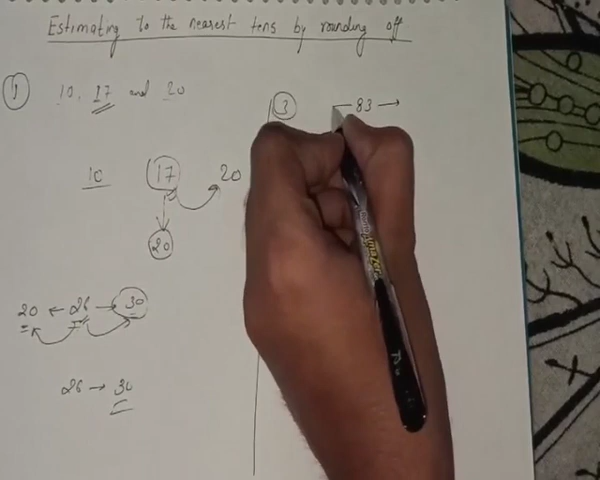 Estimating to the nearest tens by rounding off
1) 10, 17 and 20
10 17 20
20
20 ← 26 → 30
26 → 30
3 ← 83 →